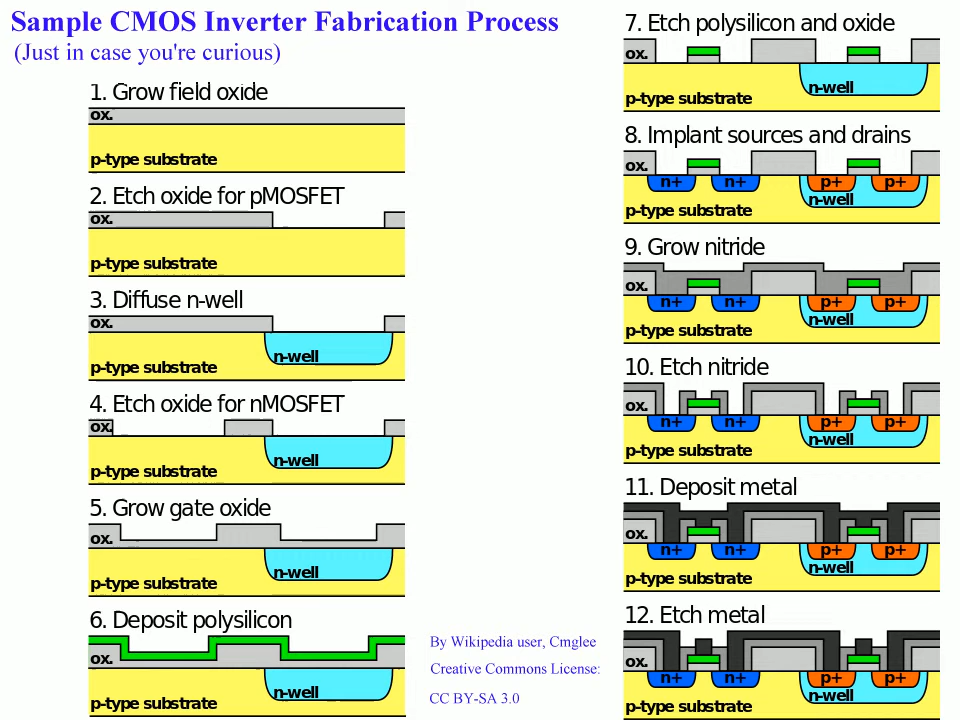 Sample CMOS Inverter Fabrication Process
(Just in case you're curious)
1. Grow field oxide
ox.
p-type substrate
2. Etch oxide for pMOSFET
ox.
p-type substrate
3. Diffuse n-well
ox.
n-well
p-type substrate
4. Etch oxide for nMOSFET
ox.
n-well
p-type substrate
5. Grow gate oxide
ox.
n-well
p-type substrate
6. Deposit polysilicon
ox.
n-well
p-type substrate
By Wikipedia user, Cmglee
Creative Commons License:
CC BY-SA 3.0
7. Etch polysilicon and oxide
ox.
n-well
p-type substrate
8. Implant sources and drains
ox.
n+ n+ p+ p+
n-well
p-type substrate
9. Grow nitride
ox.
n+ n+ p+ p+
n-well
p-type substrate
10. Etch nitride
ox.
n+ n+ p+ p+
n-well
p-type substrate
11. Deposit metal
ox.
n+ n+ p+ p+
n-well
p-type substrate
12. Etch metal
ox.
n+ n+ p+ p+
n-well
p-type substrate